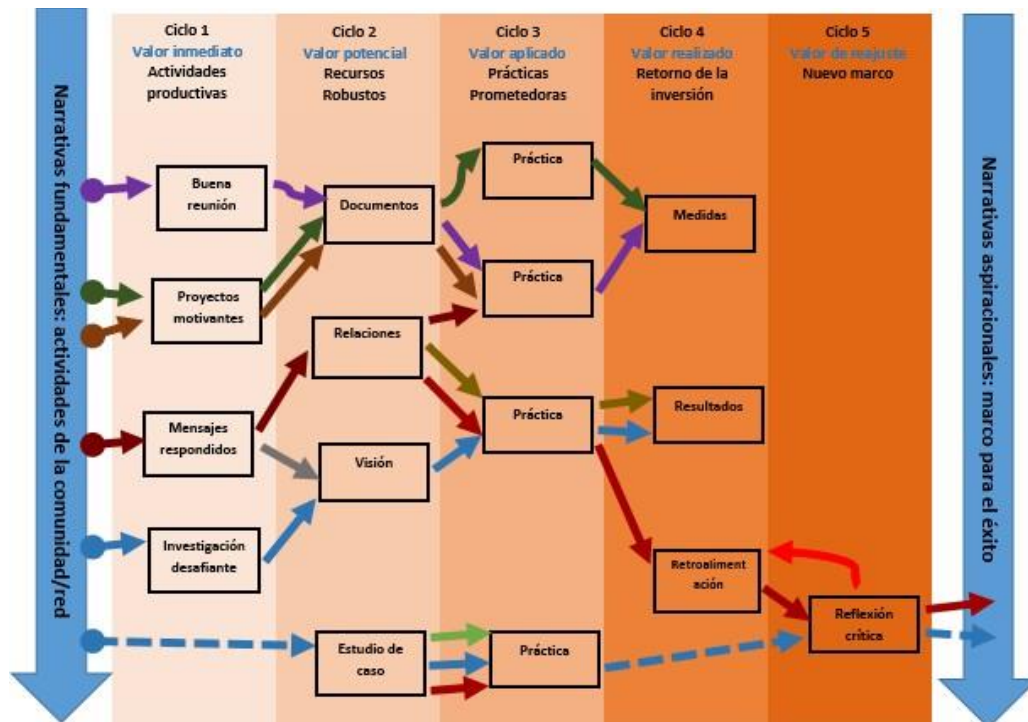 Narrativas fundamentales: actividades de la comunidad/red
Ciclo 1
Valor inmediato
Actividades
productivas
Ciclo 2
Valor potencial
Recursos
Robustos
Ciclo 3
Valor aplicado
Prácticas
Prometedoras
Ciclo 4
Valor realizado
Retorno de la
inversión
Ciclo 5
Valor de reajuste
Nuevo marco
Buena
reunión
Proyectos
motivantes
Mensajes
respondidos
Investigación
desafiante
Documentos
Relaciones
Visión
Estudio de
caso
Práctica
Práctica
Práctica
Práctica
Medidas
Resultados
Retroaliment
ación
Reflexión
crítica
Narrativas aspiracionales: marco para el éxito